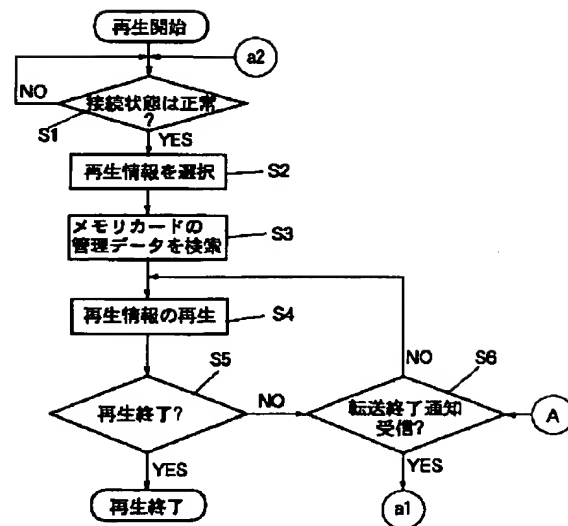 再生開始
a2
NO
接続状態は正常
?
S1
YES
再生情報を選択
S2
メモリカードの
管理データを検索
S3
再生情報の再生
S4
NO
S5
S6
再生終了?
NO
転送終了通知
受信?
A
YES
YES
再生終了
a1